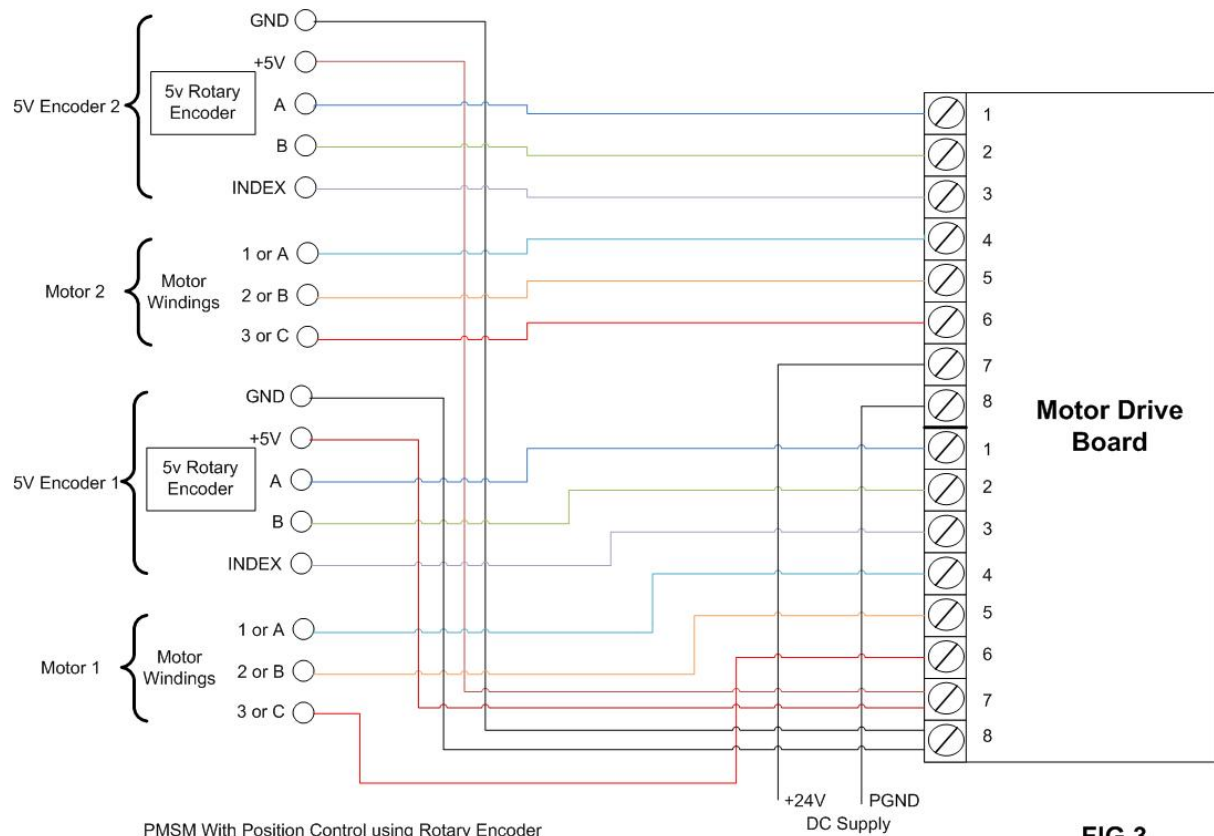 GND
+5V
5V Encoder 2
5v Rotary
Encoder
A
B
INDEX
1 or A
Motor 2
Motor
Windings
2 or B
3 or C
GND
+5V
5V Encoder 1
5v Rotary
Encoder
A
B
INDEX
1 or A
Motor 1
Motor
Windings
2 or B
3 or C
1
2
3
4
5
6
7
8
1
2
3
4
5
6
7
8
Motor Drive
Board
+24V
PGND
DC Supply
PMSM With Position Control using Rotary Encoder